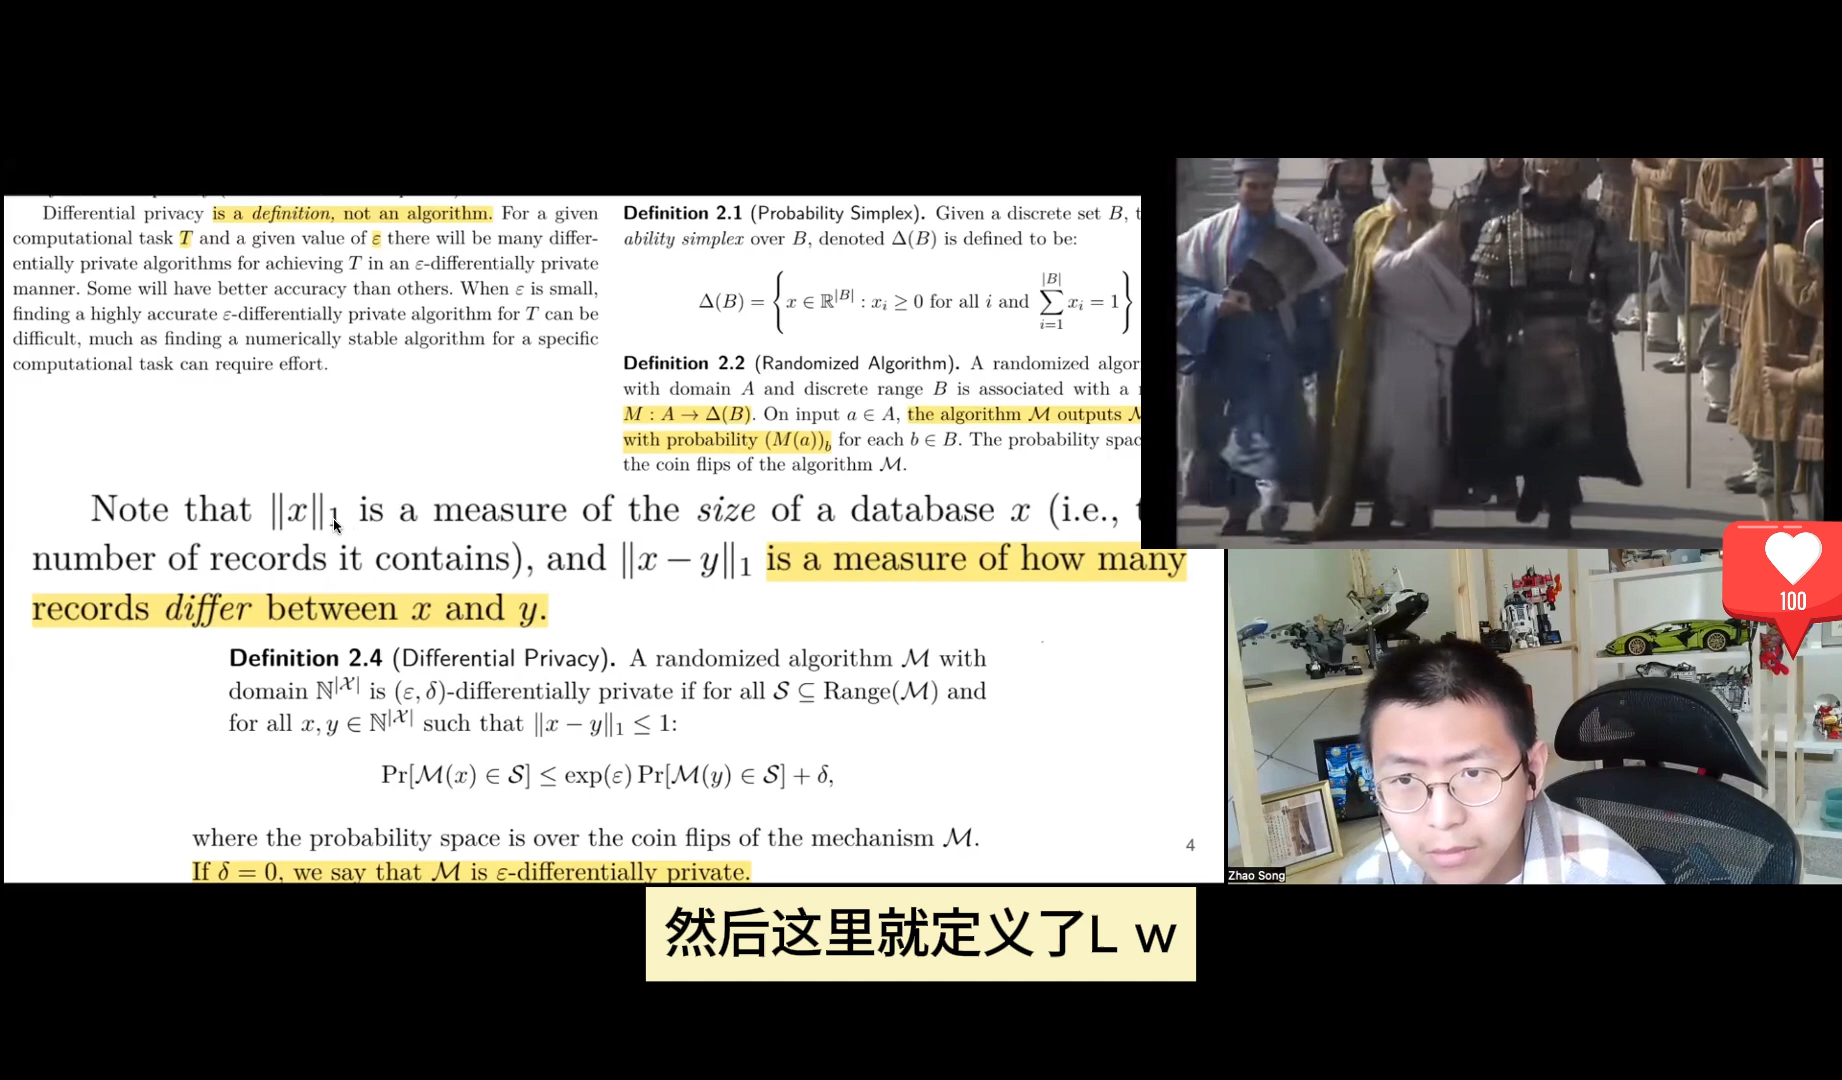 Differential privacy is a definition, not an algorithm. For a given
computational task T and a given value of ε there will be many differ-
entially private algorithms for achieving T in an ε-differentially private
manner. Some will have better accuracy than others. When ε is small,
finding a highly accurate ε-differentially private algorithm for T can be
difficult, much as finding a numerically stable algorithm for a specific
computational task can require effort.
Definition 2.1 (Probability Simplex). Given a discrete set B, t
ability simplex over B, denoted Δ(B) is defined to be:
Δ(B) = { x ∈ ℝ^{|B|} : x_i ≥ 0 for all i and ∑_{i=1}^{|B|} x_i = 1 }
Definition 2.2 (Randomized Algorithm). A randomized algor
with domain A and discrete range B is associated with a
M : A → Δ(B). On input a ∈ A, the algorithm ℳ outputs ℳ
with probability (M(a))_b for each b ∈ B. The probability spac
the coin flips of the algorithm ℳ.
Note that ‖x‖₁ is a measure of the size of a database x (i.e., t
number of records it contains), and ‖x − y‖₁ is a measure of how many
records differ between x and y.
Definition 2.4 (Differential Privacy). A randomized algorithm ℳ with
domain ℕ^{|𝒳|} is (ε, δ)-differentially private if for all 𝒮 ⊆ Range(ℳ) and
for all x, y ∈ ℕ^{|𝒳|} such that ‖x − y‖₁ ≤ 1:
Pr[ℳ(x) ∈ 𝒮] ≤ exp(ε) Pr[ℳ(y) ∈ 𝒮] + δ,
where the probability space is over the coin flips of the mechanism ℳ.
If δ = 0, we say that ℳ is ε-differentially private.
4
100
Zhao Song
然后这里就定义了L w